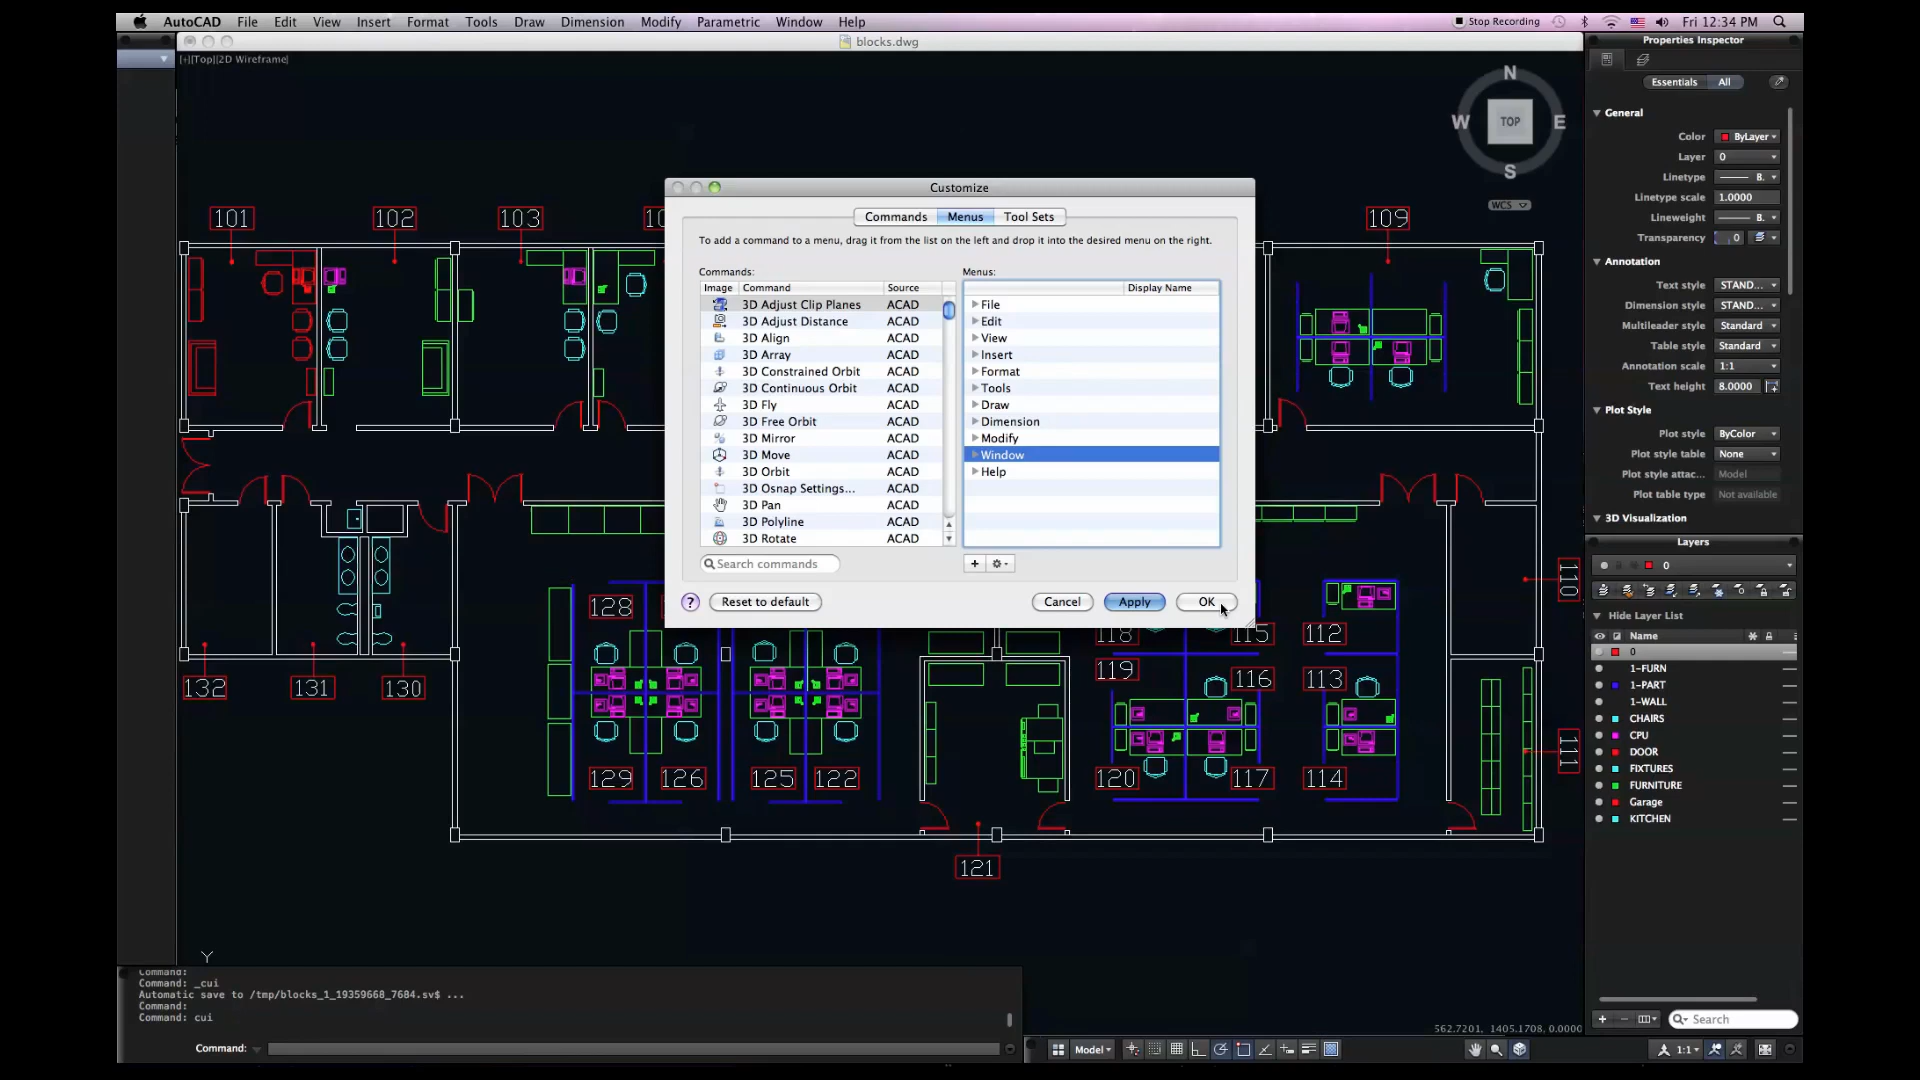 AutoCAD File Edit View Insert Format Tools Draw Dimension Modify Parametric Window Help
Stop Recording Fri 12:34 PM
blocks.dwg
[-][Top][2D Wireframe]
N
W TOP E
S
WCS
101 102 103 109
Customize
Commands Menus Tool Sets
To add a command to a menu, drag it from the list on the left and drop it into the desired menu on the right.
Commands:
Image Command Source
3D Adjust Clip Planes ACAD
3D Adjust Distance ACAD
3D Align ACAD
3D Array ACAD
3D Constrained Orbit ACAD
3D Continuous Orbit ACAD
3D Fly ACAD
3D Free Orbit ACAD
3D Mirror ACAD
3D Move ACAD
3D Orbit ACAD
3D Osnap Settings... ACAD
3D Pan ACAD
3D Polyline ACAD
3D Rotate ACAD
Search commands
Menus:
Display Name
File
Edit
View
Insert
Format
Tools
Draw
Dimension
Modify
Window
Help
+
? Reset to default Cancel Apply OK
110
128 118 115 112
119 116 113
132 131 130
111
129 126 125 122 120 117 114
121
Y
Command:
Command: _cui
Automatic save to /tmp/blocks_1_19359668_7684.sv$ ...
Command:
Command: cui
Command:
562.7201, 1405.1708, 0.0000
Model
1:1
Properties Inspector
Essentials All
General
Color ByLayer
Layer 0
Linetype B.
Linetype scale 1.0000
Lineweight B.
Transparency 0
Annotation
Text style STAND...
Dimension style STAND...
Multileader style Standard
Table style Standard
Annotation scale 1:1
Text height 8.0000
Plot Style
Plot style ByColor
Plot style table None
Plot style attac... Model
Plot table type Not available
3D Visualization
Layers
0
Hide Layer List
Name
0
1-FURN
1-PART
1-WALL
CHAIRS
CPU
DOOR
FIXTURES
FURNITURE
Garage
KITCHEN
Search